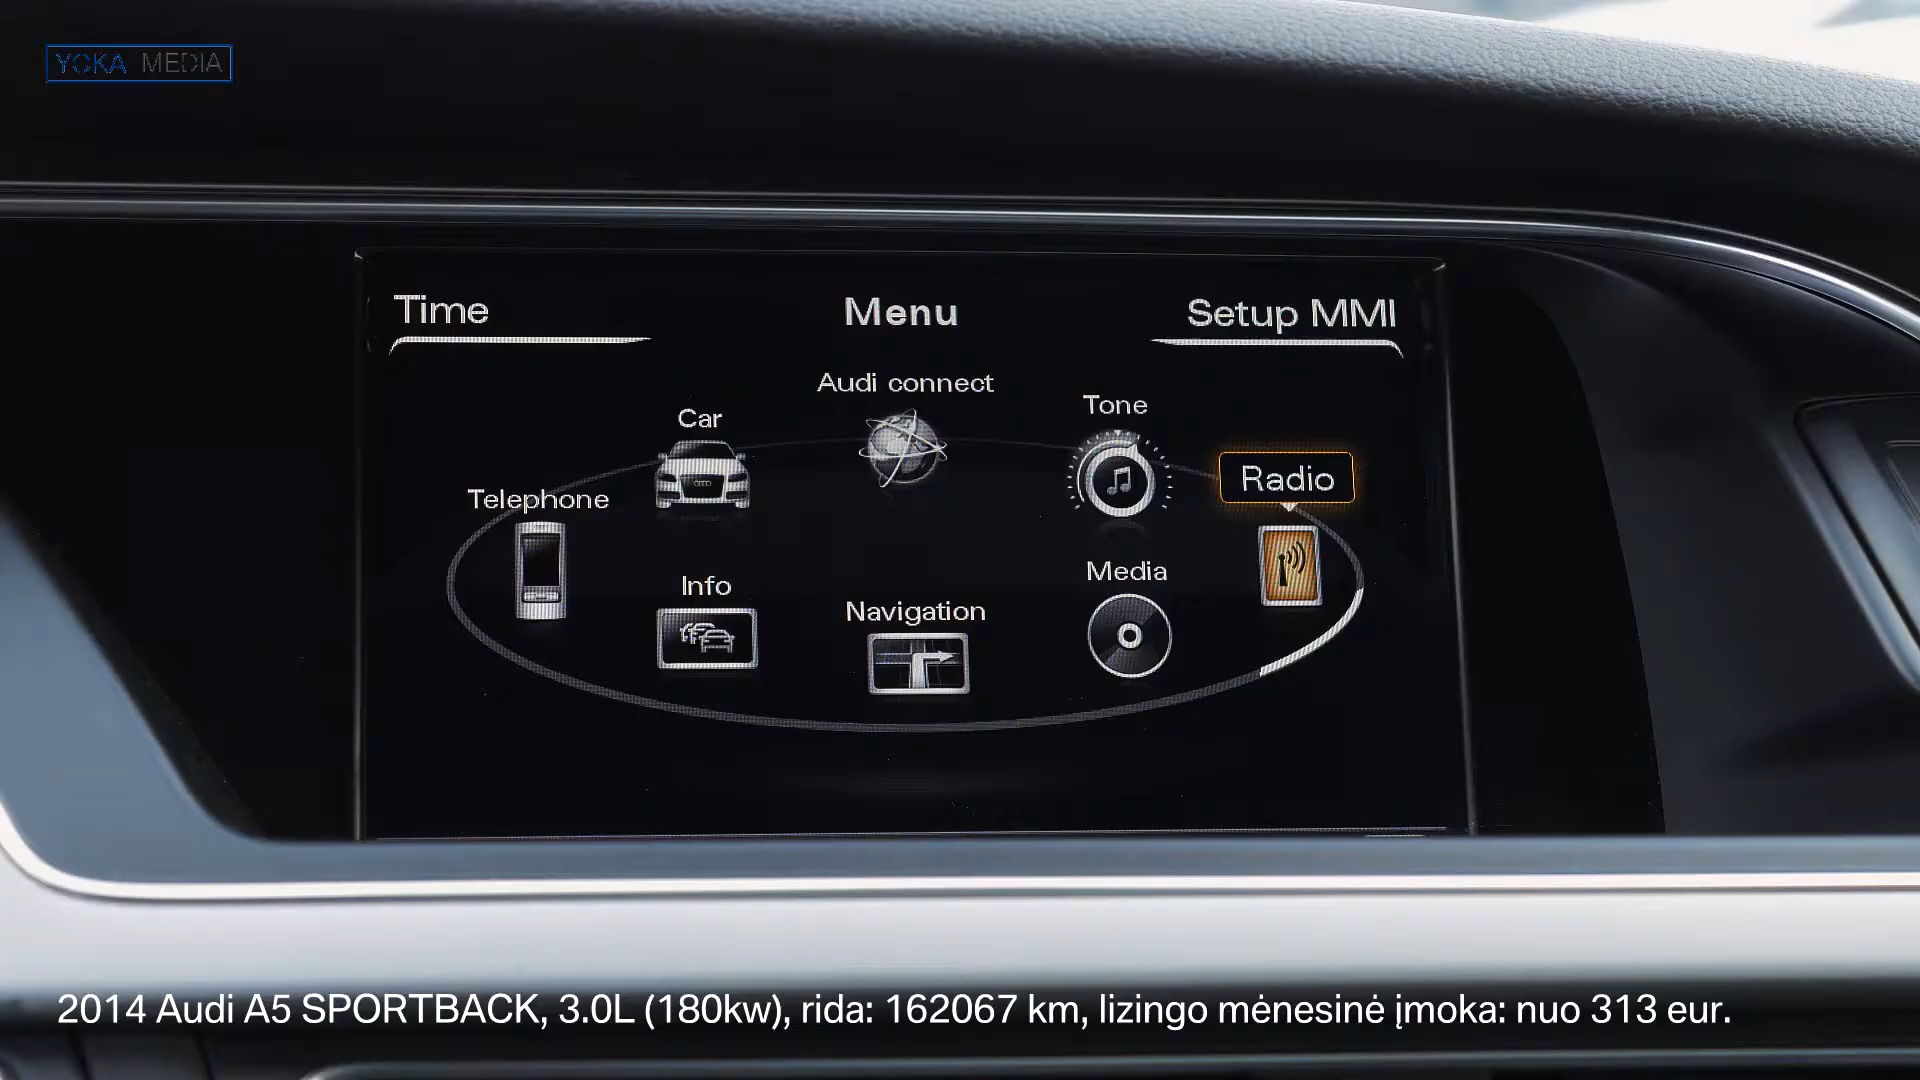 YOKA MEDIA
Time
Menu
Setup MMI
Audi connect
Car
Tone
Radio
Telephone
Media
Info
Navigation
2014 Audi A5 SPORTBACK, 3.0L (180kw), rida: 162067 km, lizingo mėnesinė įmoka: nuo 313 eur.